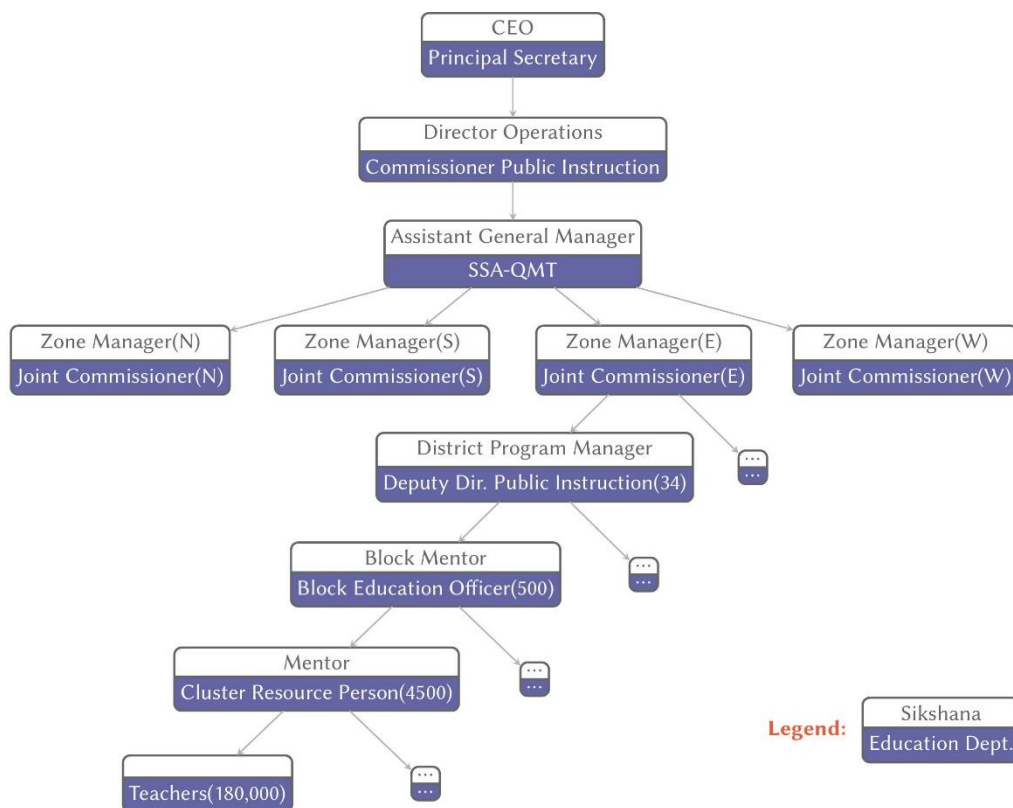 CEO
Principal Secretary
Director Operations
Commissioner Public Instruction
Assistant General Manager
SSA-QMT
Zone Manager(N)
Joint Commissioner(N)
Zone Manager(S)
Joint Commissioner(S)
Zone Manager(E)
Joint Commissioner(E)
Zone Manager(W)
Joint Commissioner(W)
District Program Manager
Deputy Dir. Public Instruction(34)
...
...
Block Mentor
Block Education Officer(500)
...
...
Mentor
Cluster Resource Person(4500)
...
...
Teachers(180,000)
...
...
Legend:
Sikshana
Education Dept.